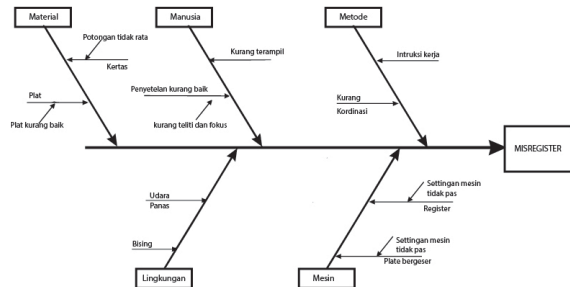 Material
Manusia
Metode
Potongan tidak rata
Kertas
Kurang terampil
Intruksi kerja
Plat
Plat kurang baik
Penyetelan kurang baik
kurang teliti dan fokus
Kurang
Kordinasi
MISREGISTER
Udara
Panas
Bising
Settingan mesin
tidak pas
Register
Settingan mesin
tidak pas
Plate bergeser
Lingkungan
Mesin